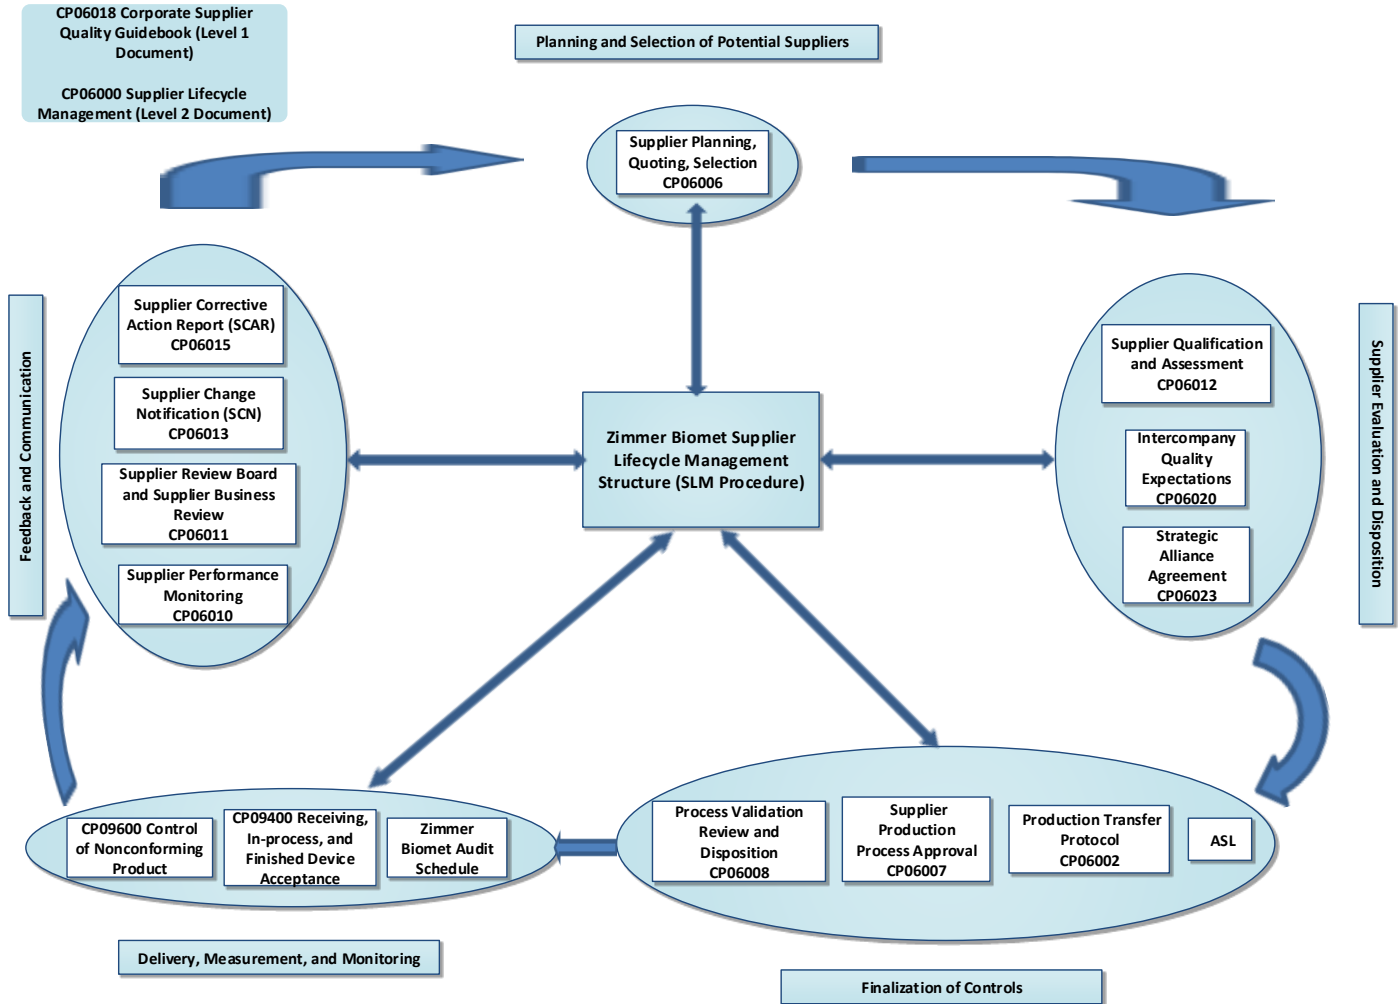 CP06018 Corporate Supplier
Quality Guidebook (Level 1
Document)
CP06000 Supplier Lifecycle
Management (Level 2 Document)
Planning and Selection of Potential Suppliers
Supplier Planning,
Quoting, Selection
CP06006
Feedback and Communication
Supplier Corrective
Action Report (SCAR)
CP06015
Supplier Change
Notification (SCN)
CP06013
Supplier Review Board
and Supplier Business
Review
CP06011
Supplier Performance
Monitoring
CP06010
Zimmer Biomet Supplier
Lifecycle Management
Structure (SLM Procedure)
Supplier Qualification
and Assessment
CP06012
Intercompany
Quality
Expectations
CP06020
Strategic
Alliance
Agreement
CP06023
Supplier Evaluation and Disposition
CP09600 Control
of Nonconforming
Product
CP09400 Receiving,
In-process, and
Finished Device
Acceptance
Zimmer
Biomet Audit
Schedule
Process Validation
Review and
Disposition
CP06008
Supplier
Production
Process Approval
CP06007
Production Transfer
Protocol
CP06002
ASL
Delivery, Measurement, and Monitoring
Finalization of Controls